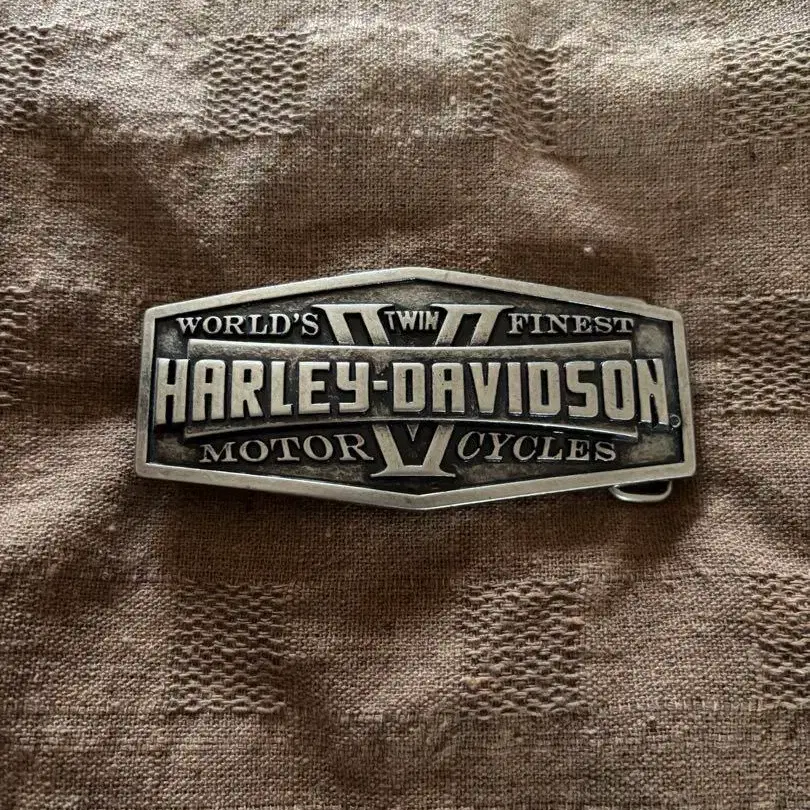 WORLD'S TWIN FINEST
HARLEY-DAVIDSON
MOTOR V CYCLES